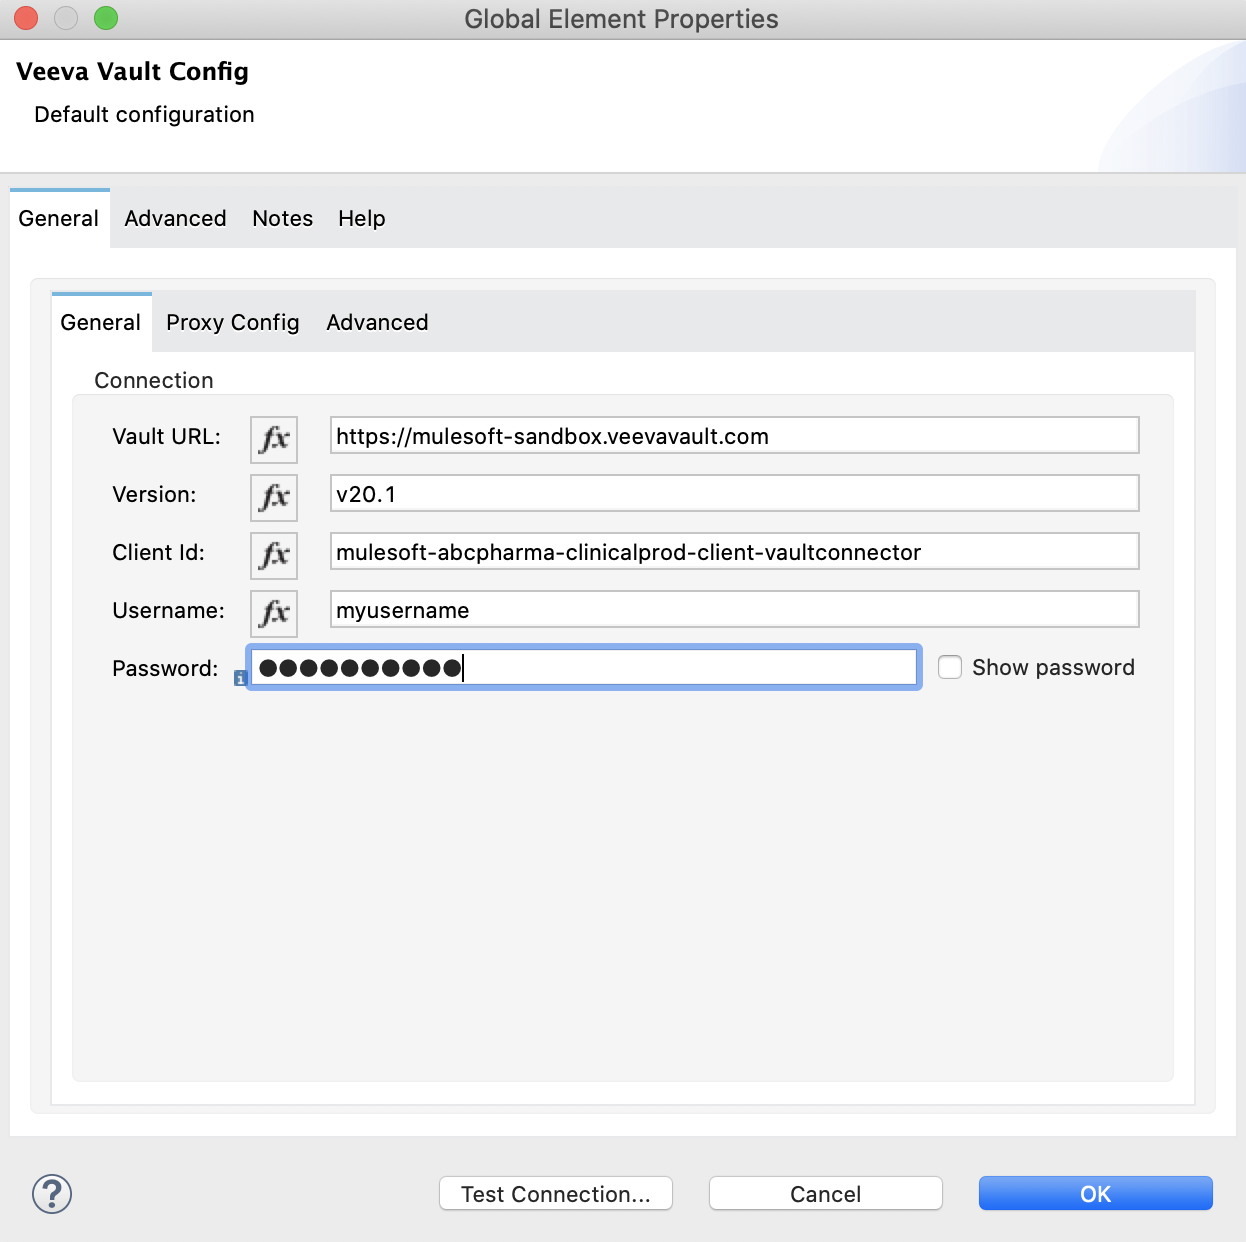 Global Element Properties
Veeva Vault Config
Default configuration
General Advanced Notes Help
General Proxy Config Advanced
Connection
Vault URL: fx https://mulesoft-sandbox.veevavault.com
Version: fx v20.1
Client Id: fx mulesoft-abcpharma-clinicalprod-client-vaultconnector
Username: fx myusername
Password: i ●●●●●●●●●● Show password
? Test Connection... Cancel OK